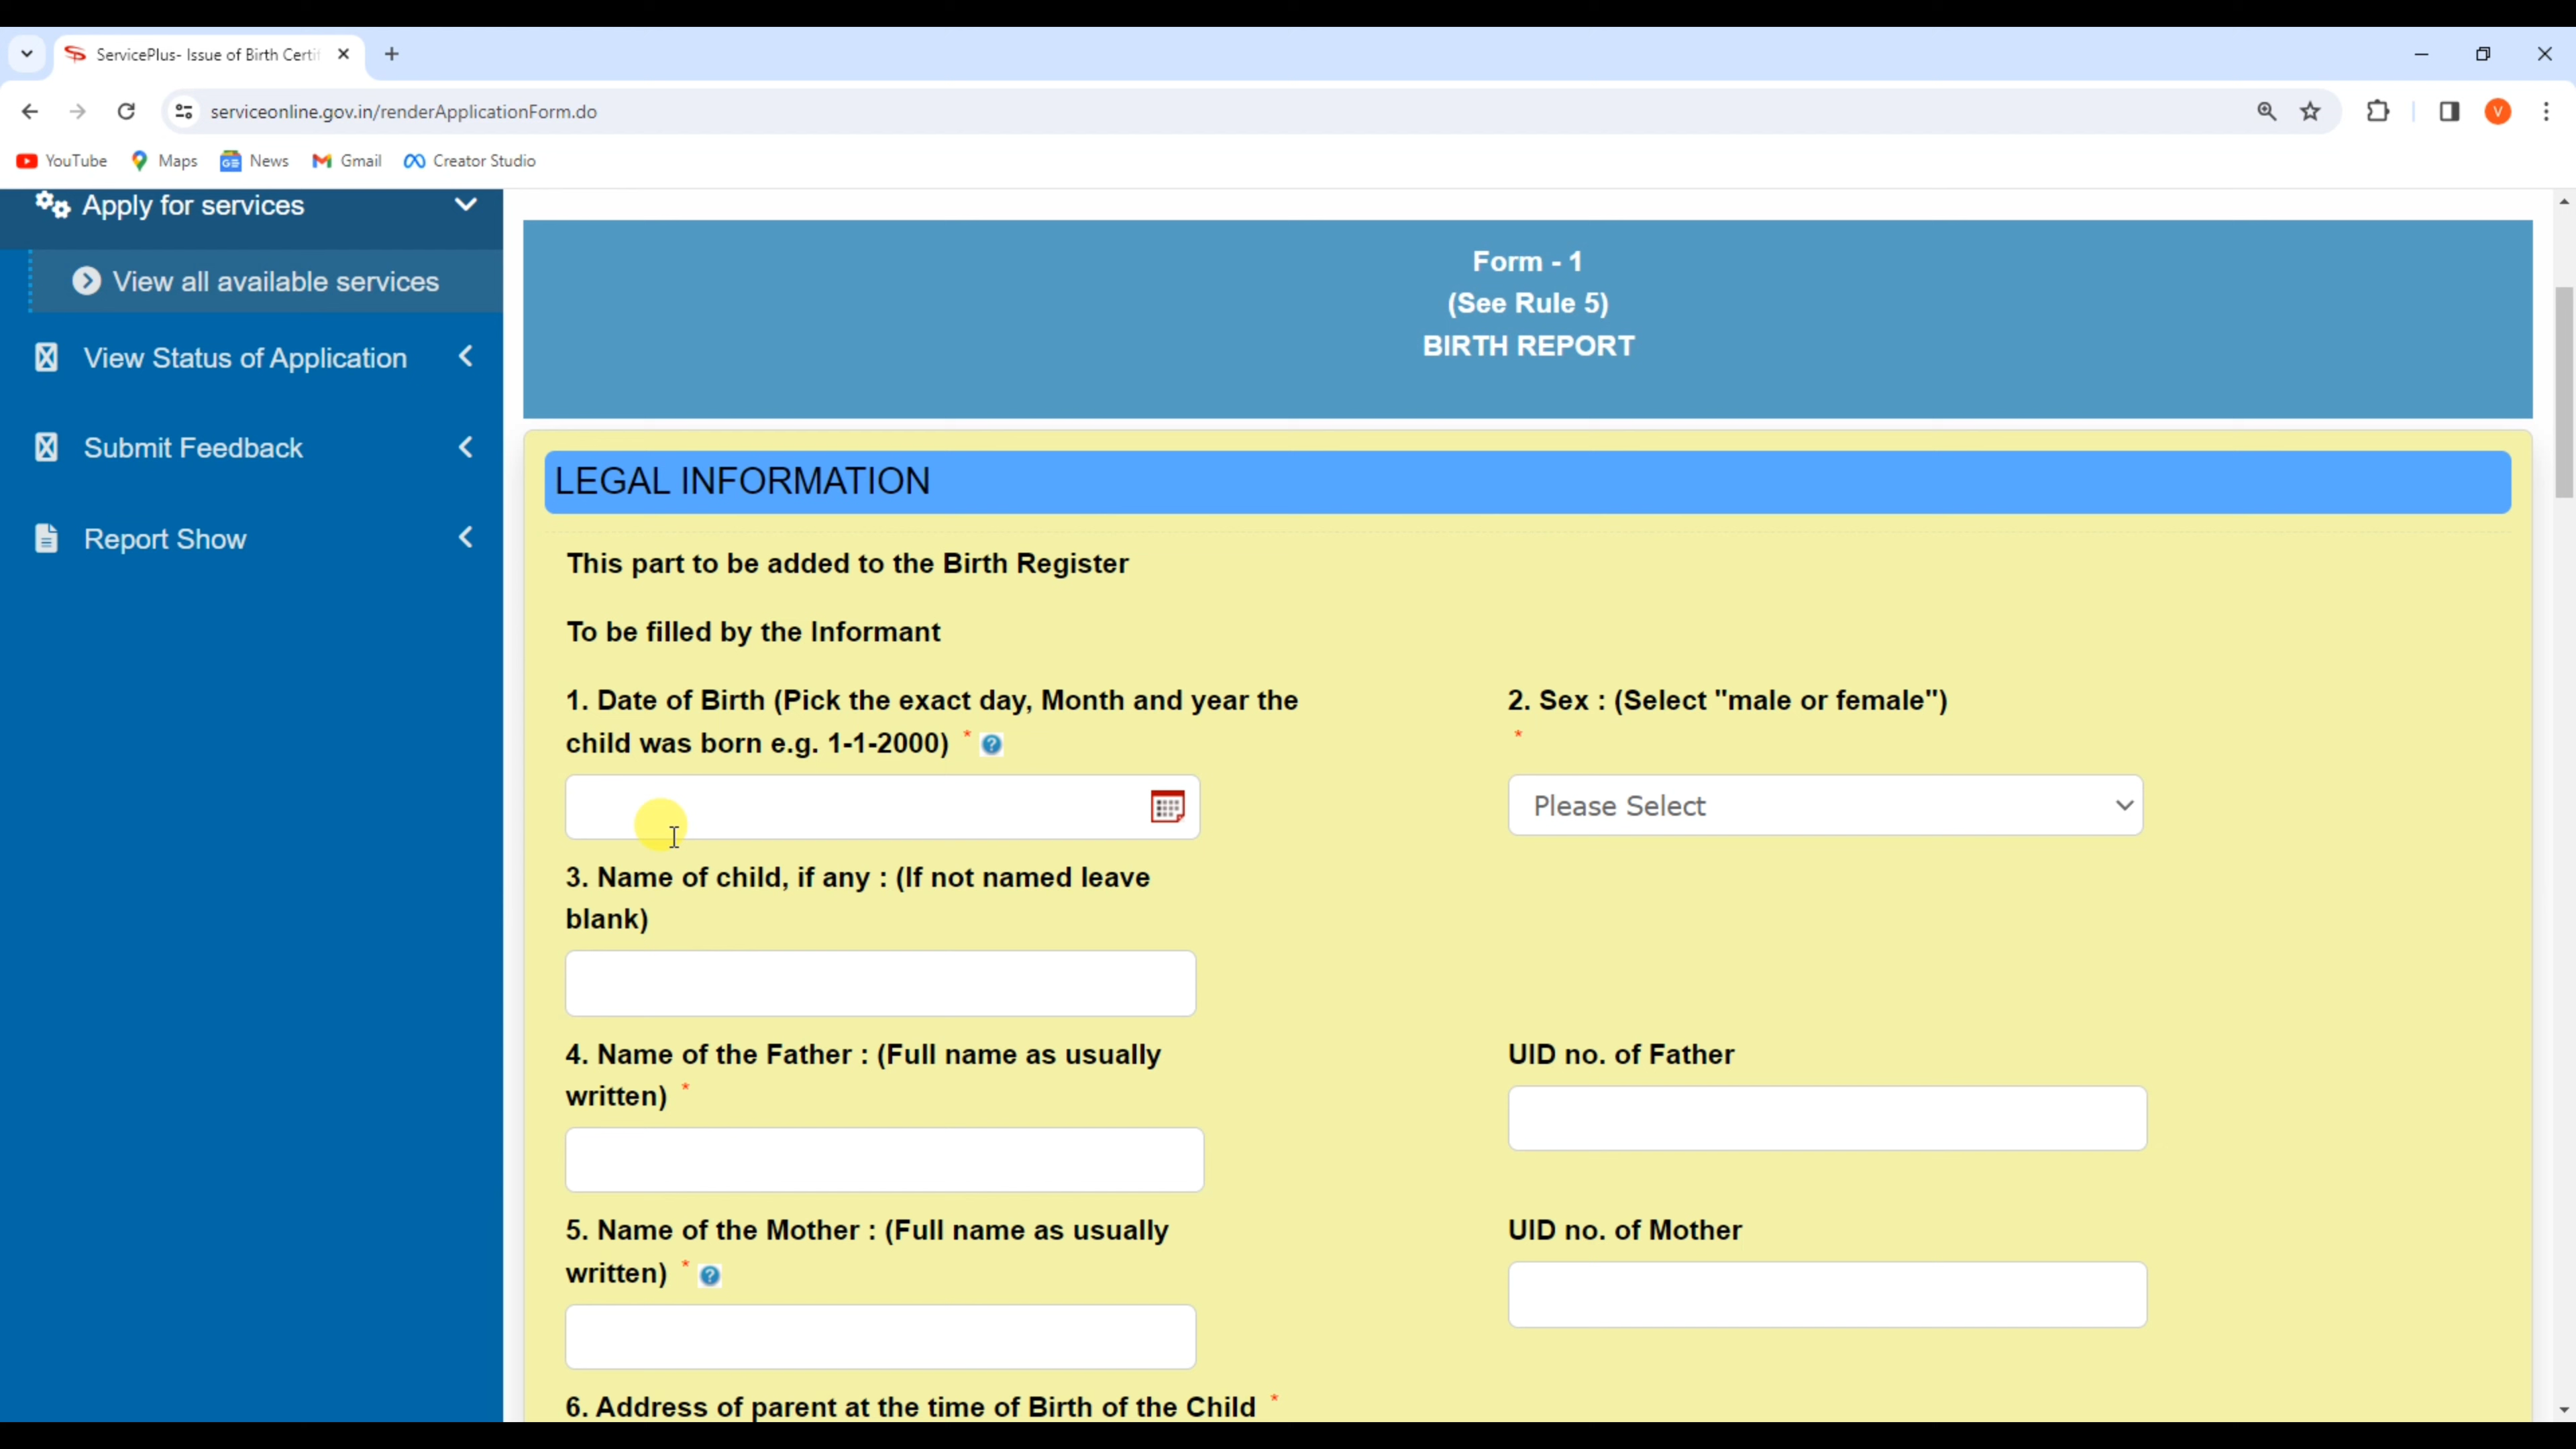 ServicePlus- Issue of Birth Certif
serviceonline.gov.in/renderApplicationForm.do
V
YouTube
Maps
News
Gmail
Creator Studio
Apply for services
View all available services
View Status of Application
Submit Feedback
Report Show
Form - 1
(See Rule 5)
BIRTH REPORT
LEGAL INFORMATION
This part to be added to the Birth Register
To be filled by the Informant
1. Date of Birth (Pick the exact day, Month and year the
child was born e.g. 1-1-2000) *
2. Sex : (Select "male or female")
*
Please Select
3. Name of child, if any : (If not named leave
blank)
4. Name of the Father : (Full name as usually
written) *
UID no. of Father
5. Name of the Mother : (Full name as usually
written) *
UID no. of Mother
6. Address of parent at the time of Birth of the Child *